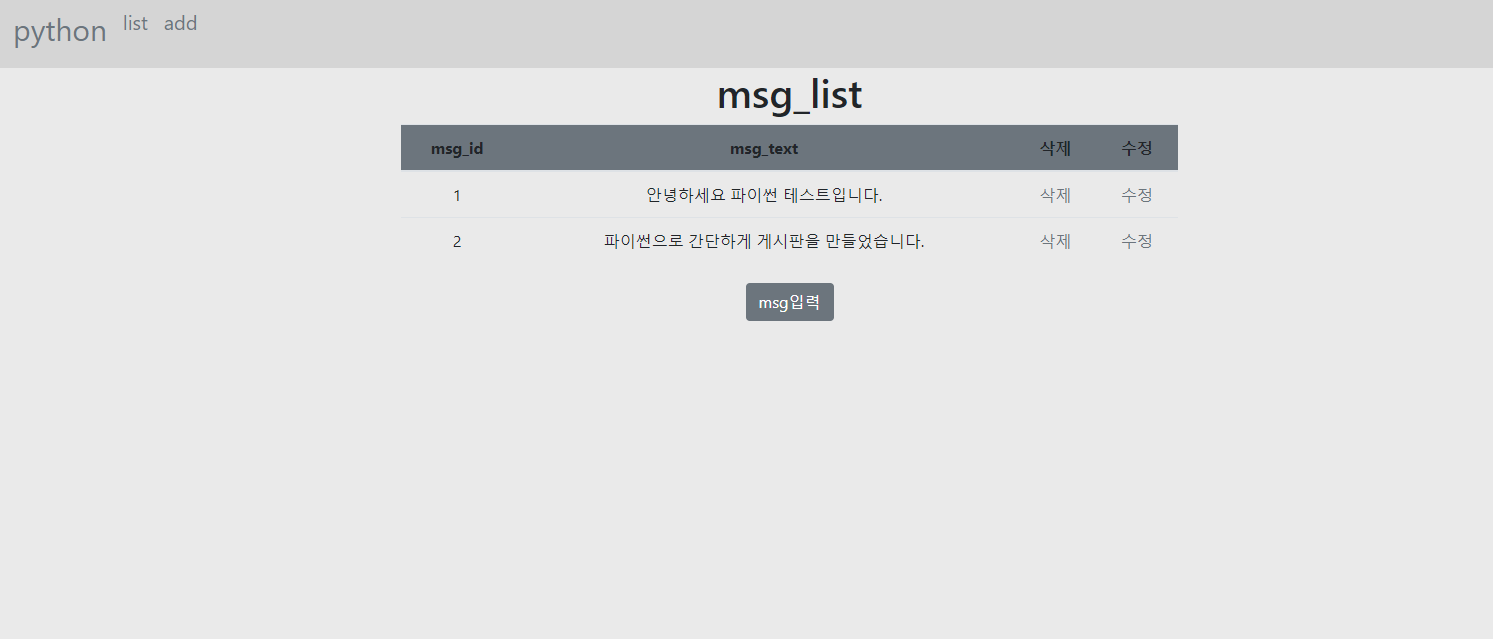 python list add
msg_list
msg_id msg_text 삭제 수정
1 안녕하세요 파이썬 테스트입니다. 삭제 수정
2 파이썬으로 간단하게 게시판을 만들었습니다. 삭제 수정
msg입력